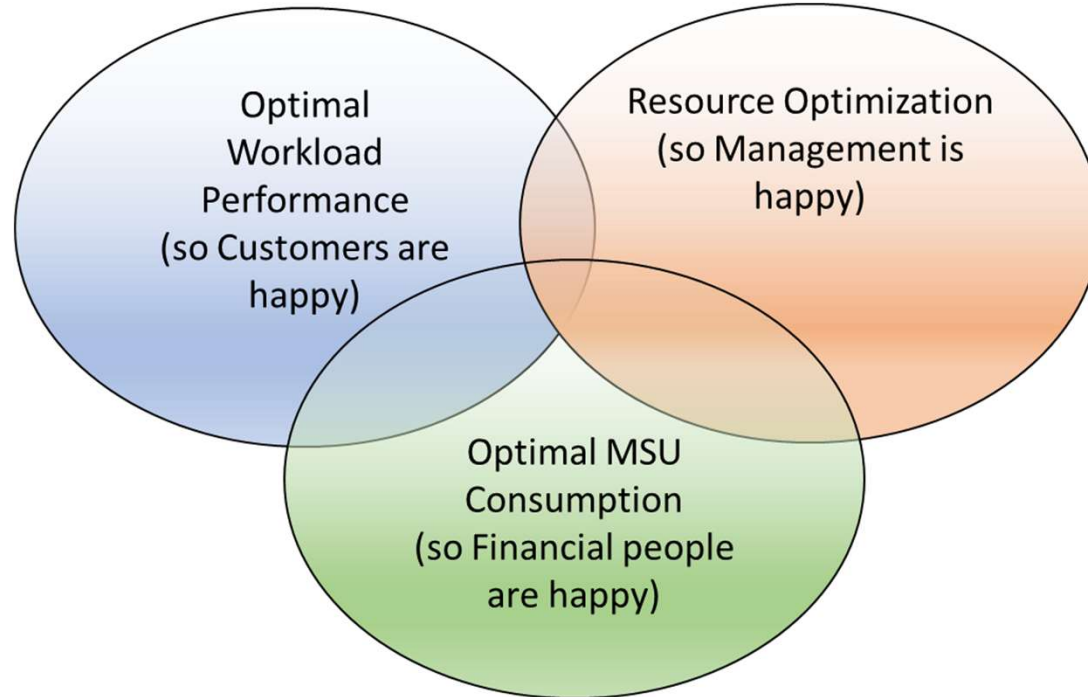 Optimal
Workload
Performance
(so Customers are
happy)
Resource Optimization
(so Management is
happy)
Optimal MSU
Consumption
(so Financial people
are happy)